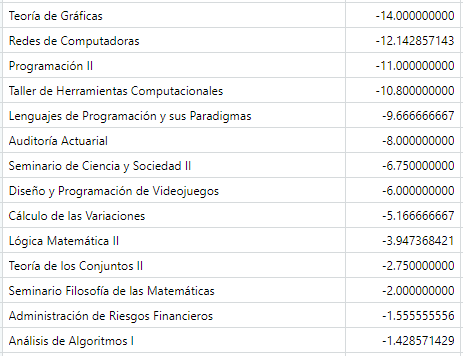 Teoría de Gráficas -14.000000000
Redes de Computadoras -12.142857143
Programación II -11.000000000
Taller de Herramientas Computacionales -10.800000000
Lenguajes de Programación y sus Paradigmas -9.666666667
Auditoría Actuarial -8.000000000
Seminario de Ciencia y Sociedad II -6.750000000
Diseño y Programación de Videojuegos -6.000000000
Cálculo de las Variaciones -5.166666667
Lógica Matemática II -3.947368421
Teoría de los Conjuntos II -2.750000000
Seminario Filosofía de las Matemáticas -2.000000000
Administración de Riesgos Financieros -1.555555556
Análisis de Algoritmos I -1.428571429